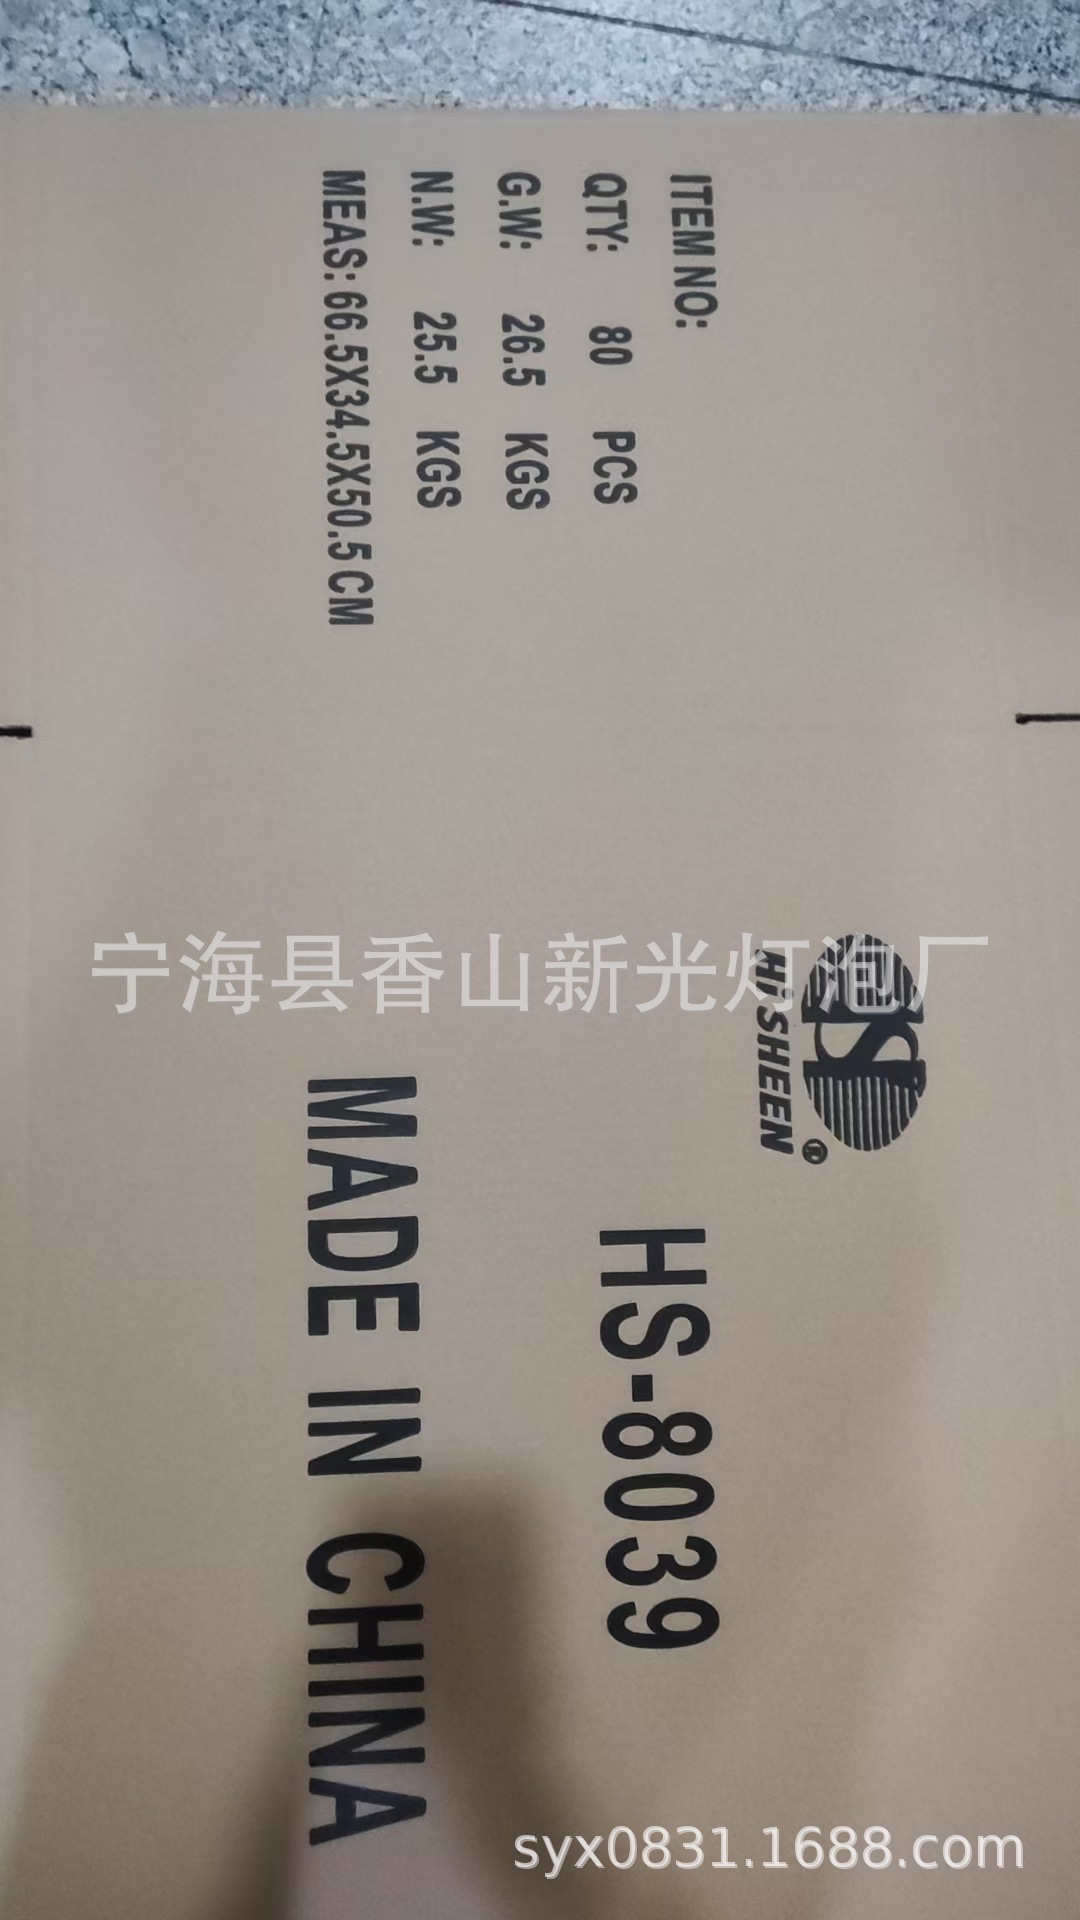 ITEM NO:
QTY: 80 PCS
G.W: 26.5 KGS
N.W: 25.5 KGS
MEAS: 66.5X34.5X50.5 CM
Hi SHEEN ®
HS-8039
MADE IN CHINA
宁海县香山新光灯泡厂
syx0831.1688.com